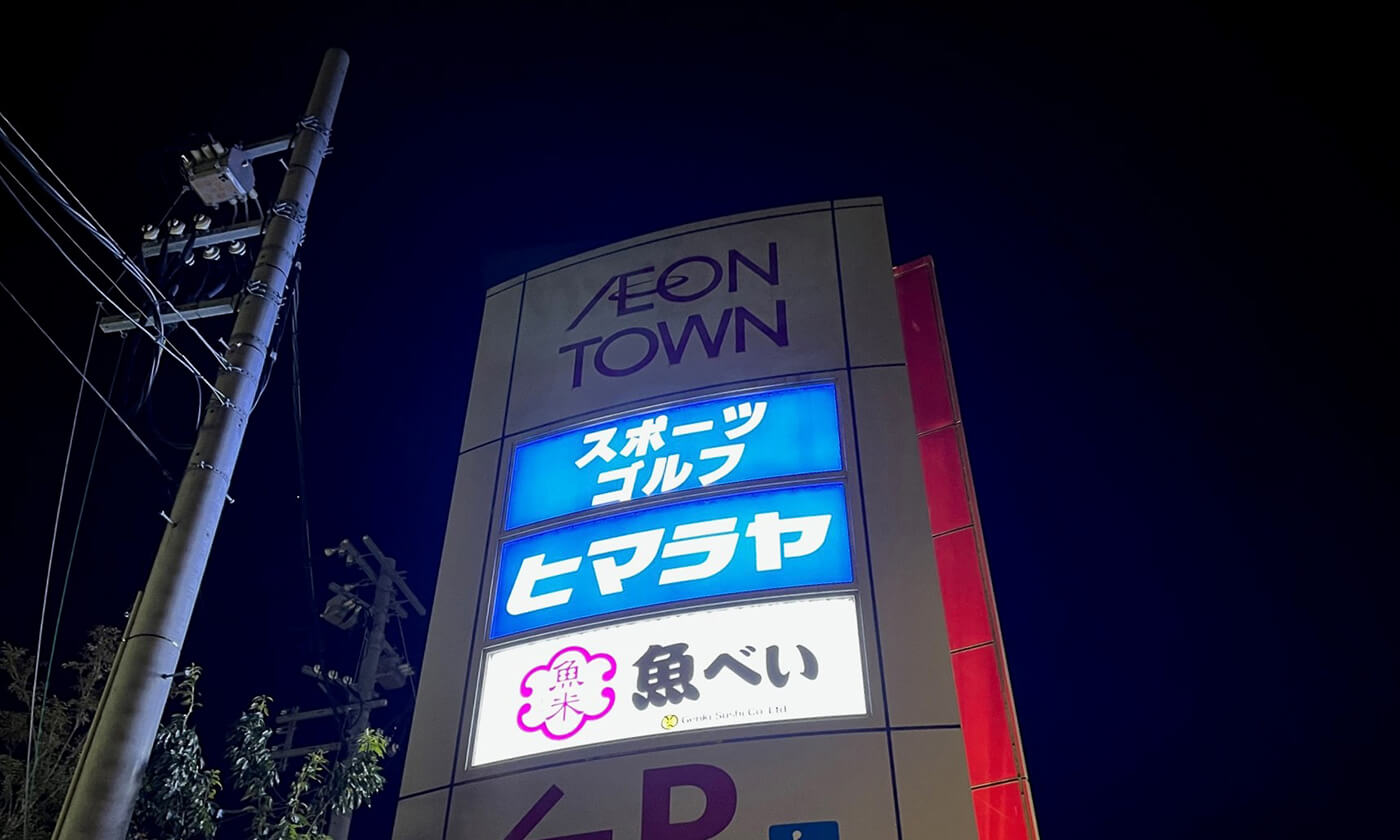 ÆON
TOWN
スポーツ
ゴルフ
ヒマラヤ
魚米
魚べい
Genki Sushi Co.,Ltd.
P